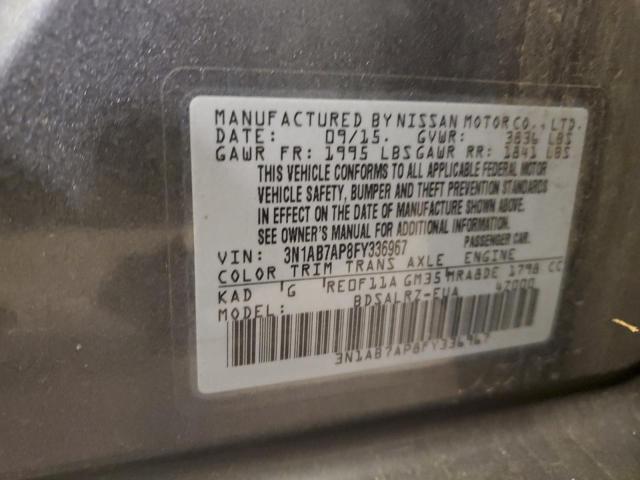 MANUFACTURED BY NISSAN MOTOR CO., LTD.
DATE: 09/15. GVWR: 3836 LBS
GAWR FR: 1995 LBS GAWR RR: 1841 LBS
THIS VEHICLE CONFORMS TO ALL APPLICABLE FEDERAL MOTOR
VEHICLE SAFETY, BUMPER AND THEFT PREVENTION STANDARDS
IN EFFECT ON THE DATE OF MANUFACTURE SHOWN ABOVE.
SEE OWNER'S MANUAL FOR ADDITIONAL INFORMATION.
VIN: 3N1AB7AP8FY336967 PASSENGER CAR.
COLOR TRIM TRANS AXLE ENGINE
KAD G RE0F11A GM35 MRA8DE 1798 CC
MODEL: BDSALRZ-EUA 4Z000
3N1AB7AP8FY336967